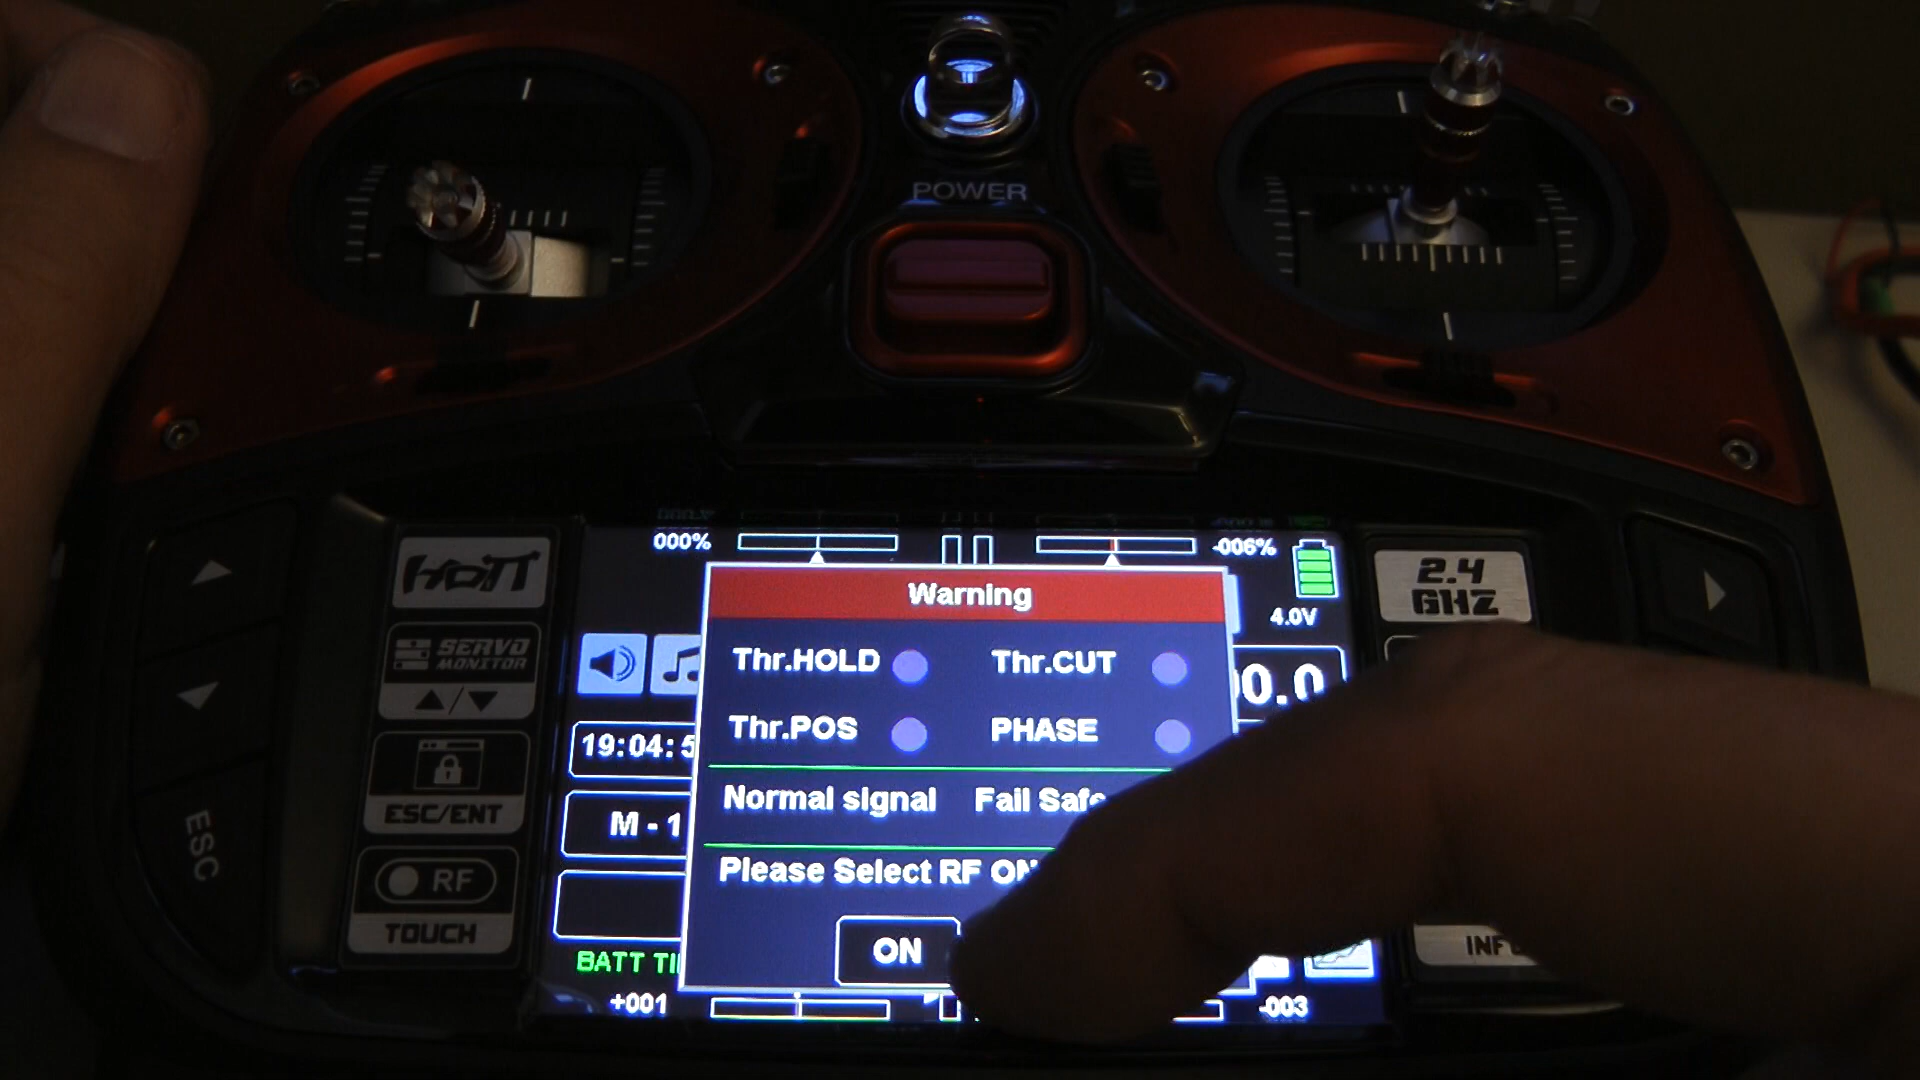 POWER
HOTT
SERVO
MONITOR
ESC/ENT
RF
TOUCH
ESC
2.4
GHZ
000%
-006%
4.0V
Warning
Thr.HOLD
Thr.CUT
Thr.POS
PHASE
Normal signal
Fail Safe
Please Select RF ON
ON
0.0
19:04:5
M - 1
BATT TI
+001
-003
INF